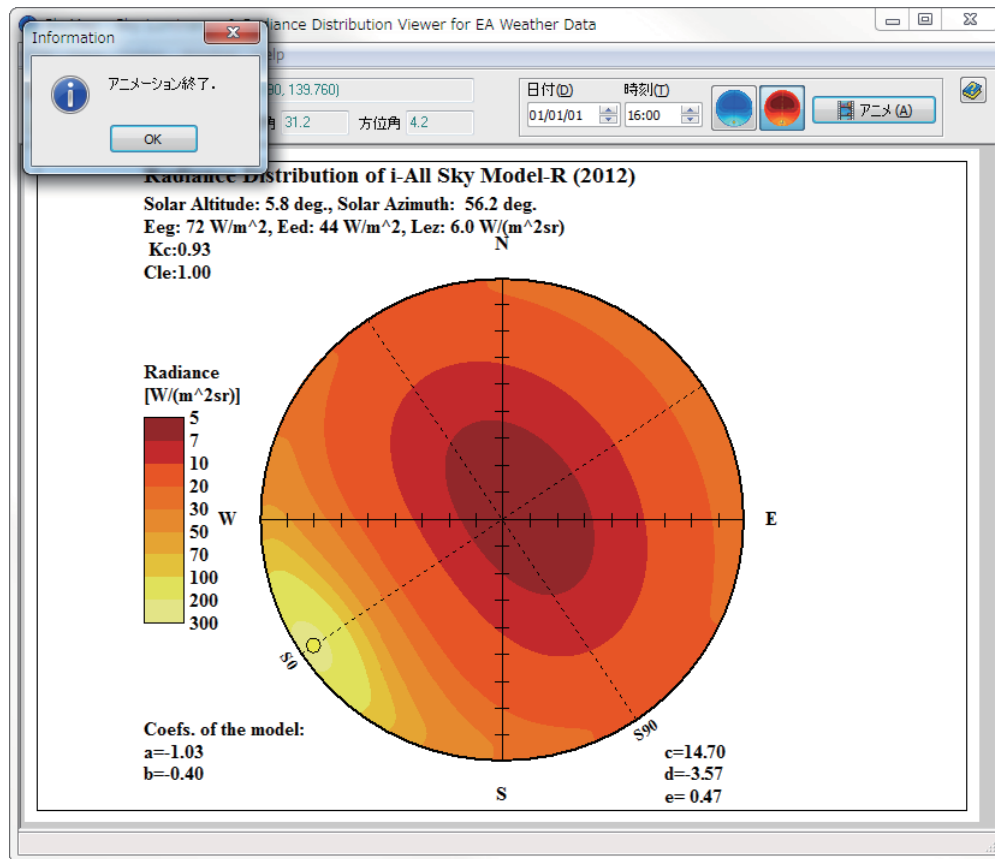 iance Distribution Viewer for EA Weather Data
Information
アニメーション終了.
OK
elp
90, 139.760)
角 31.2 方位角 4.2
日付(D) 時刻(T)
01/01/01 16:00 アニメ(A)
Radiance Distribution of i-All Sky Model-R (2012)
Solar Altitude: 5.8 deg., Solar Azimuth: 56.2 deg.
Eeg: 72 W/m^2, Eed: 44 W/m^2, Lez: 6.0 W/(m^2sr)
Kc:0.93
Cle:1.00
N
Radiance
[W/(m^2sr)]
5
7
10
20
30
50
70
100
200
300
W
E
S0
S90
S
Coefs. of the model:
a=-1.03
b=-0.40
c=14.70
d=-3.57
e= 0.47